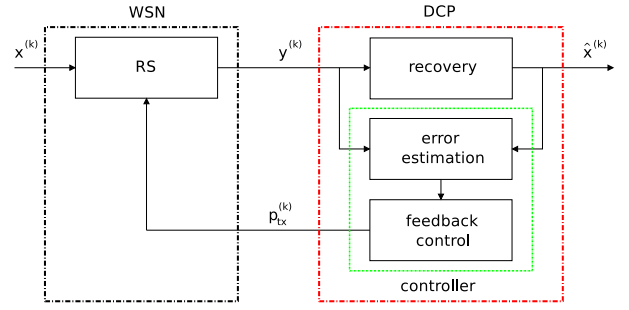 WSN
DCP
x^(k)
RS
y^(k)
recovery
x̂^(k)
error
estimation
p_tx^(k)
feedback
control
controller